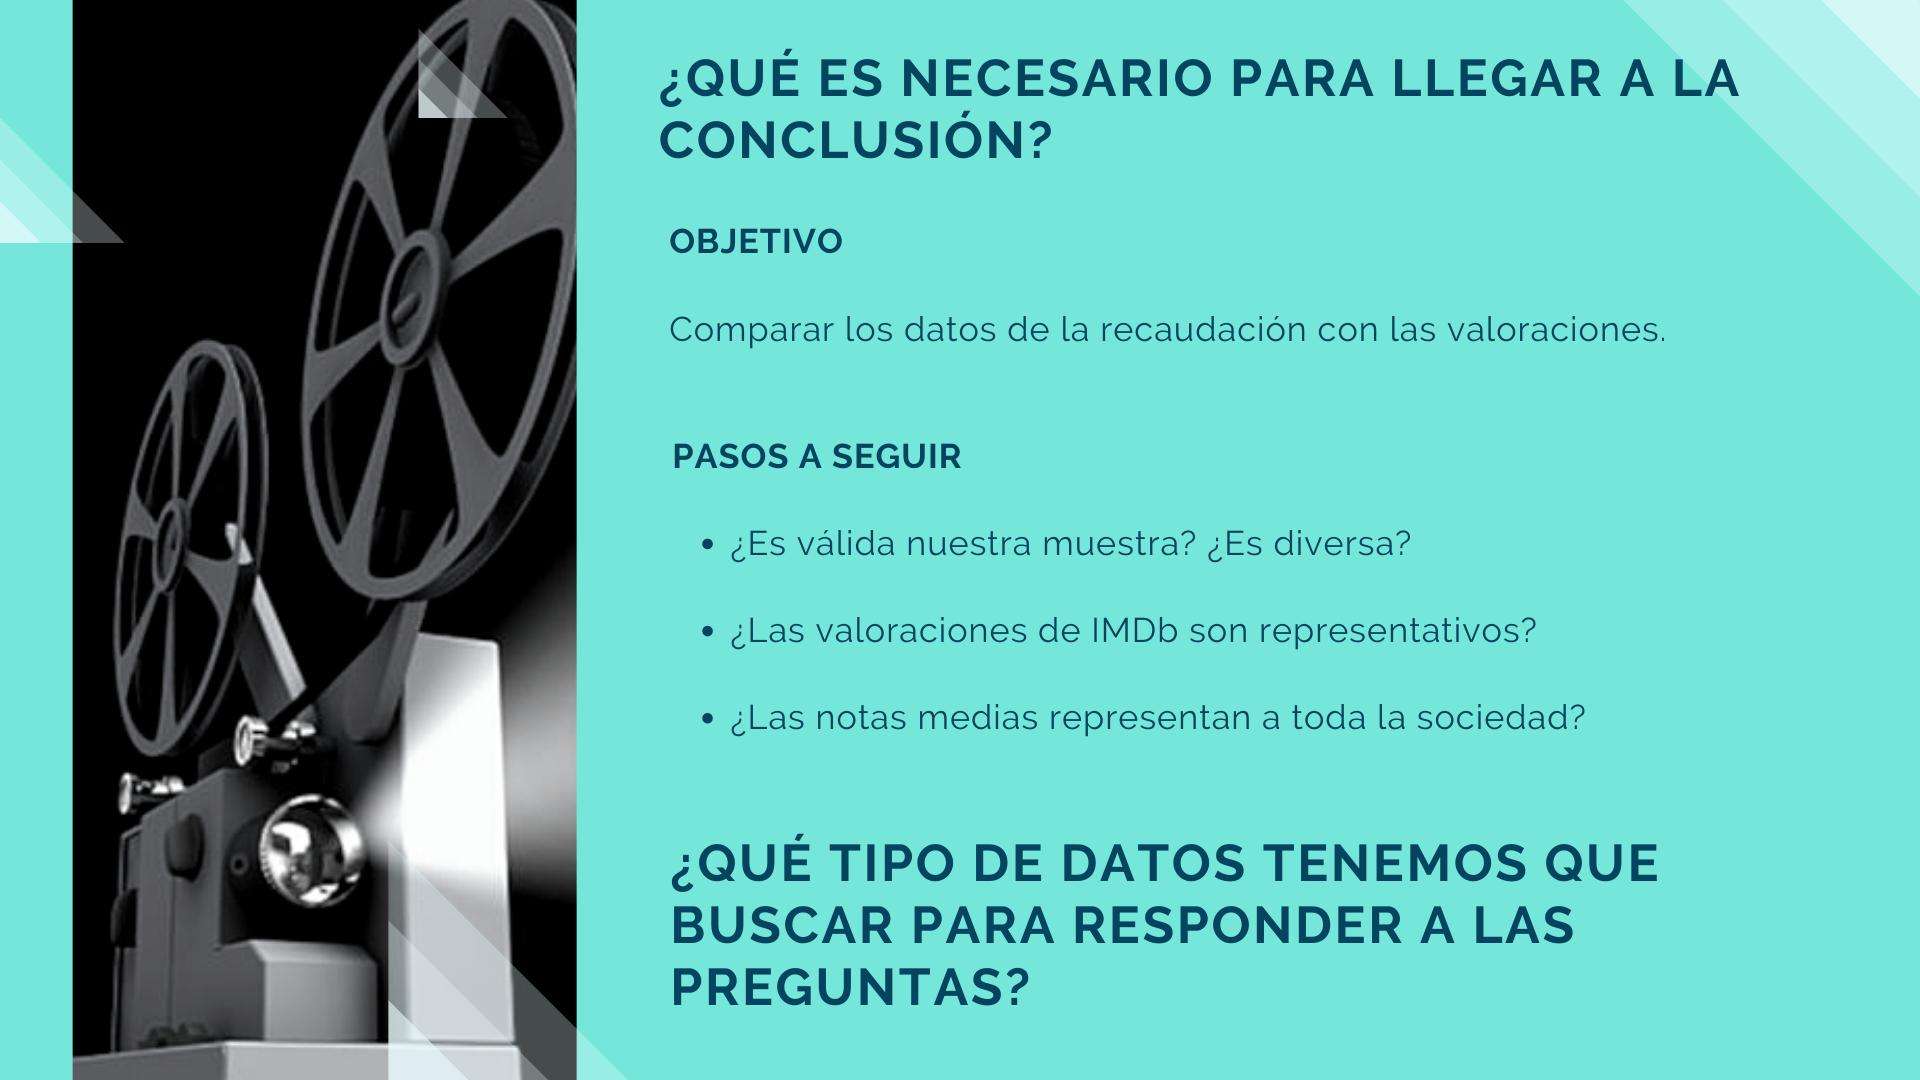 ¿QUÉ ES NECESARIO PARA LLEGAR A LA
CONCLUSIÓN?
OBJETIVO
Comparar los datos de la recaudación con las valoraciones.
PASOS A SEGUIR
• ¿Es válida nuestra muestra? ¿Es diversa?
• ¿Las valoraciones de IMDb son representativos?
• ¿Las notas medias representan a toda la sociedad?
¿QUÉ TIPO DE DATOS TENEMOS QUE
BUSCAR PARA RESPONDER A LAS
PREGUNTAS?